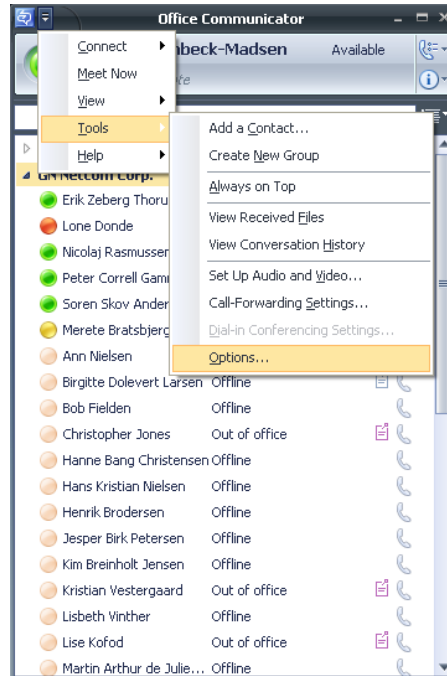 Office Communicator
Connect
beck-Madsen Available
Meet Now
View
Tools
Add a Contact...
Help
Create New Group
GN Netcom Corp.
Always on Top
Erik Zeberg Thoru
View Received Files
Lone Donde
View Conversation History
Nicolaj Rasmusser
Peter Correll Gam
Set Up Audio and Video...
Soren Skov Ander
Call-Forwarding Settings...
Merete Bratsbjerg
Dial-in Conferencing Settings...
Ann Nielsen
Options...
Birgitte Dolevert Larsen Offline
Bob Fielden Offline
Christopher Jones Out of office
Hanne Bang Christensen Offline
Hans Kristian Nielsen Offline
Henrik Brodersen Offline
Jesper Birk Petersen Offline
Kim Breinholt Jensen Offline
Kristian Vestergaard Out of office
Lisbeth Vinther Offline
Lise Kofod Out of office
Martin Arthur de Julie... Offline